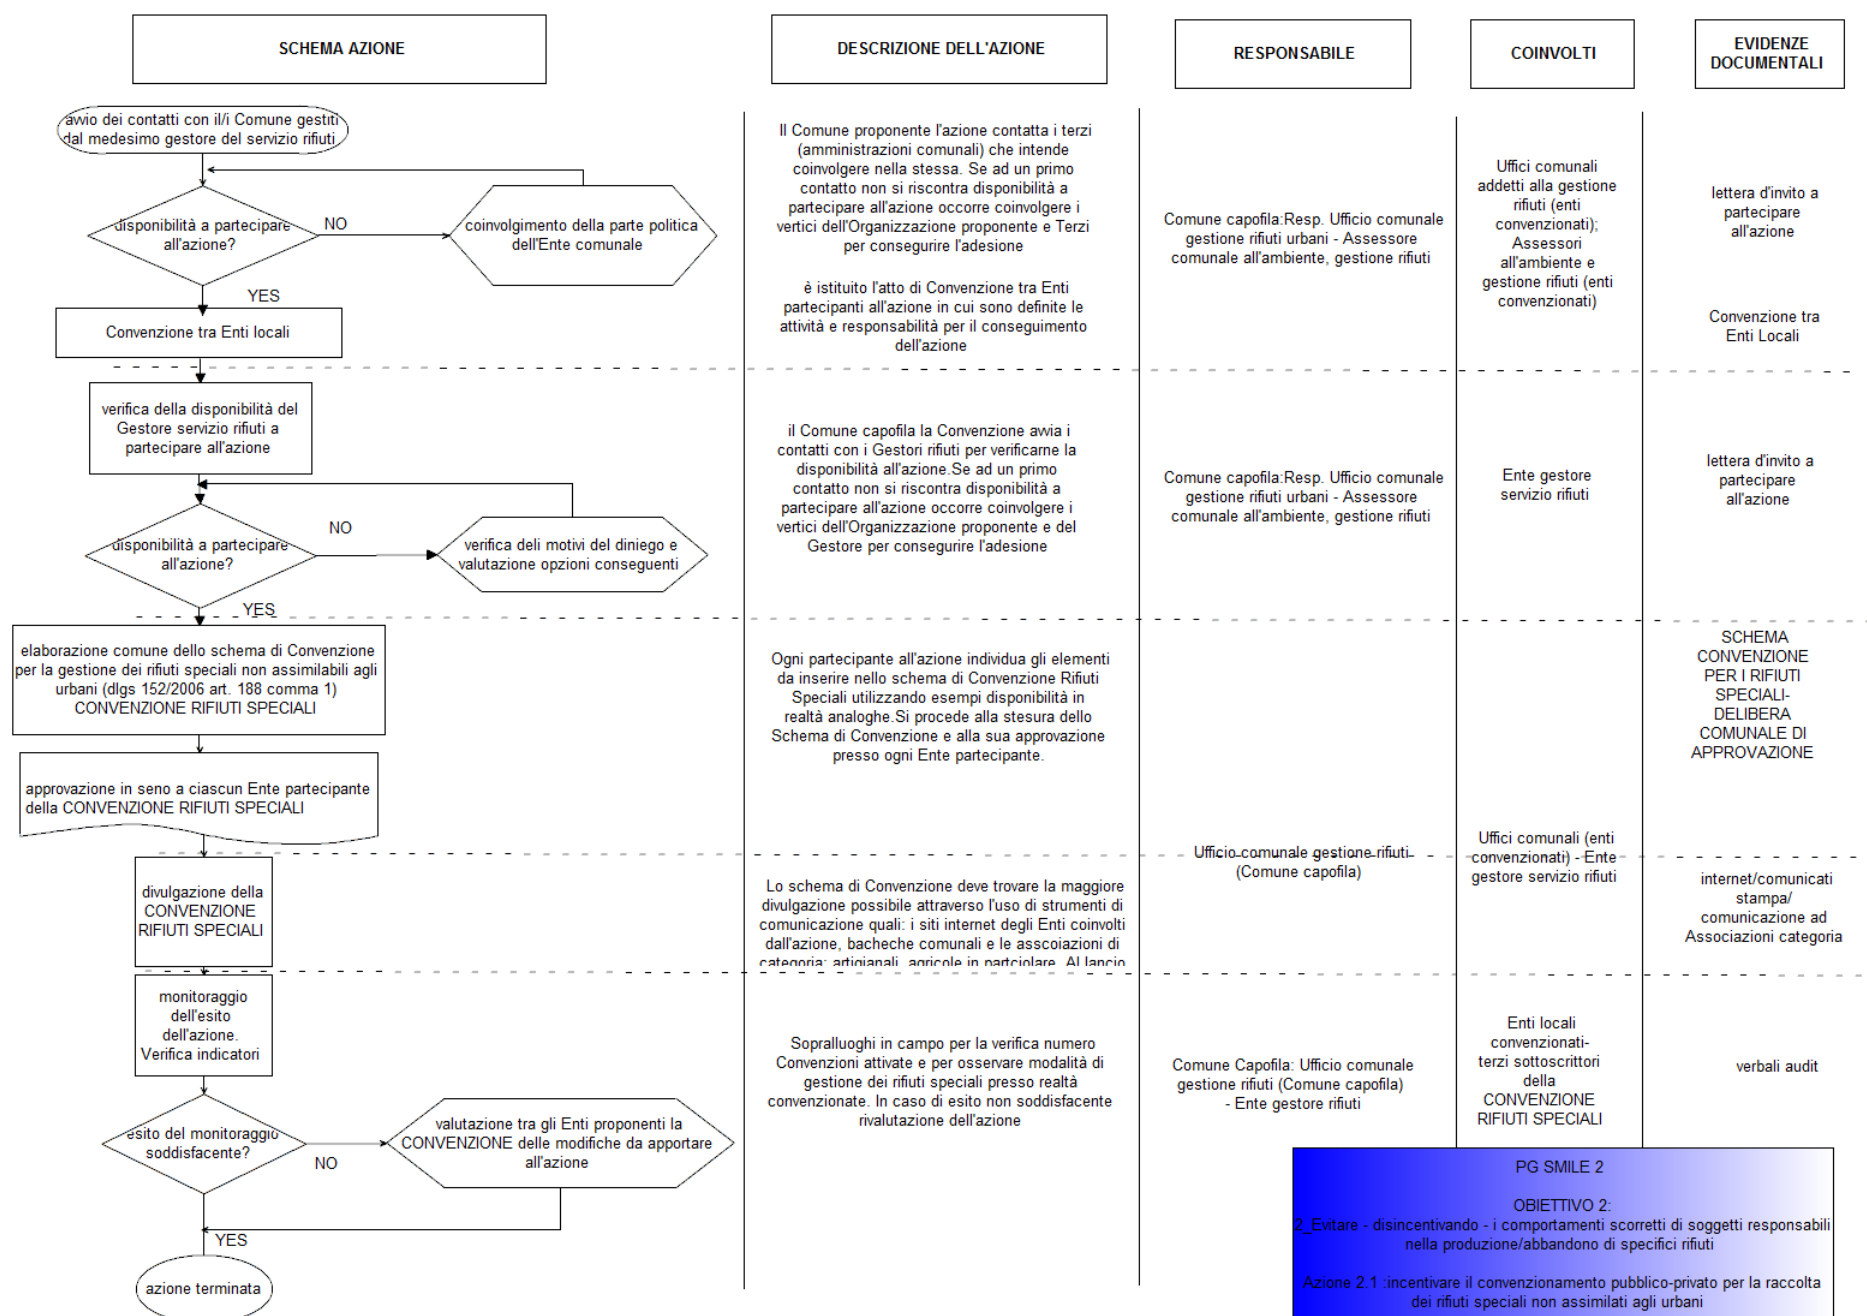 SCHEMA AZIONE
DESCRIZIONE DELL'AZIONE
RESPONSABILE
COINVOLTI
EVIDENZE
DOCUMENTALI
avvio dei contatti con il/i Comune gestiti
dal medesimo gestore del servizio rifiuti
disponibilità a partecipare
all'azione?
NO
coinvolgimento della parte politica
dell'Ente comunale
YES
Convenzione tra Enti locali
Il Comune proponente l'azione contatta i terzi
(amministrazioni comunali) che intende
coinvolgere nella stessa. Se ad un primo
contatto non si riscontra disponibilità a
partecipare all'azione occorre coinvolgere i
vertici dell'Organizzazione proponente e Terzi
per consegurire l'adesione
è istituito l'atto di Convenzione tra Enti
partecipanti all'azione in cui sono definite le
attività e responsabilità per il conseguimento
dell'azione
Comune capofila:Resp. Ufficio comunale
gestione rifiuti urbani - Assessore
comunale all'ambiente, gestione rifiuti
Uffici comunali
addetti alla gestione
rifiuti (enti
convenzionati);
Assessori
all'ambiente e
gestione rifiuti (enti
convenzionati)
lettera d'invito a
partecipare
all'azione
Convenzione tra
Enti Locali
verifica della disponibilità del
Gestore servizio rifiuti a
partecipare all'azione
disponibilità a partecipare
all'azione?
NO
verifica deli motivi del diniego e
valutazione opzioni conseguenti
YES
il Comune capofila la Convenzione avvia i
contatti con i Gestori rifiuti per verificarne la
disponibilità all'azione.Se ad un primo
contatto non si riscontra disponibilità a
partecipare all'azione occorre coinvolgere i
vertici dell'Organizzazione proponente e del
Gestore per consegurire l'adesione
Comune capofila:Resp. Ufficio comunale
gestione rifiuti urbani - Assessore
comunale all'ambiente, gestione rifiuti
Ente gestore
servizio rifiuti
lettera d'invito a
partecipare
all'azione
elaborazione comune dello schema di Convenzione
per la gestione dei rifiuti speciali non assimilabili agli
urbani (dlgs 152/2006 art. 188 comma 1)
CONVENZIONE RIFIUTI SPECIALI
approvazione in seno a ciascun Ente partecipante
della CONVENZIONE RIFIUTI SPECIALI
Ogni partecipante all'azione individua gli elementi
da inserire nello schema di Convenzione Rifiuti
Speciali utilizzando esempi disponibilità in
realtà analoghe.Si procede alla stesura dello
Schema di Convenzione e alla sua approvazione
presso ogni Ente partecipante.
SCHEMA
CONVENZIONE
PER I RIFIUTI
SPECIALI-
DELIBERA
COMUNALE DI
APPROVAZIONE
Ufficio comunale gestione rifiuti
(Comune capofila)
Uffici comunali (enti
convenzionati) - Ente
gestore servizio rifiuti
divulgazione della
CONVENZIONE
RIFIUTI SPECIALI
Lo schema di Convenzione deve trovare la maggiore
divulgazione possibile attraverso l'uso di strumenti di
comunicazione quali: i siti internet degli Enti coinvolti
dall'azione, bacheche comunali e le asscoiazioni di
categoria: artigianali, agricole in partciolare. Al lancio
internet/comunicati
stampa/
comunicazione ad
Associazioni categoria
monitoraggio
dell'esito
dell'azione.
Verifica indicatori
esito del monitoraggio
soddisfacente?
NO
valutazione tra gli Enti proponenti la
CONVENZIONE delle modifiche da apportare
all'azione
YES
azione terminata
Sopralluoghi in campo per la verifica numero
Convenzioni attivate e per osservare modalità di
gestione dei rifiuti speciali presso realtà
convenzionate. In caso di esito non soddisfacente
rivalutazione dell'azione
Comune Capofila: Ufficio comunale
gestione rifiuti (Comune capofila)
- Ente gestore rifiuti
Enti locali
convenzionati-
terzi sottoscrittori
della
CONVENZIONE
RIFIUTI SPECIALI
verbali audit
PG SMILE 2
OBIETTIVO 2:
2_Evitare - disincentivando - i comportamenti scorretti di soggetti responsabili
nella produzione/abbandono di specifici rifiuti
Azione 2.1 :incentivare il convenzionamento pubblico-privato per la raccolta
dei rifiuti speciali non assimilati agli urbani